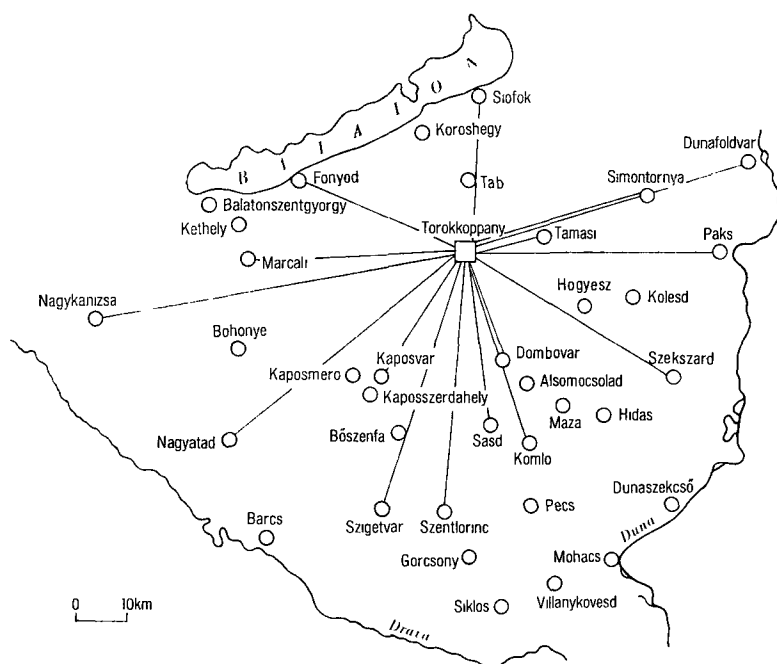 BALATON
Siofok
Koroshegy
Dunafoldvar
Fonyod
Tab
Simontornya
Balatonszentgyorgy
Kethely
Torokkoppany
Tamasi
Paks
Marcali
Nagykanizsa
Hogyesz
Kolesd
Bohonye
Kaposmero
Kaposvar
Dombovar
Szekszard
Alsomocsolad
Kaposszerdahely
Maza
Hidas
Nagyatad
Bőszenfa
Sasd
Komlo
Dunaszekcső
Barcs
Szigetvar
Szentlorinc
Pecs
Duna
Gorcsony
Mohacs
0 10km
Siklos
Villanykovesd
Drava